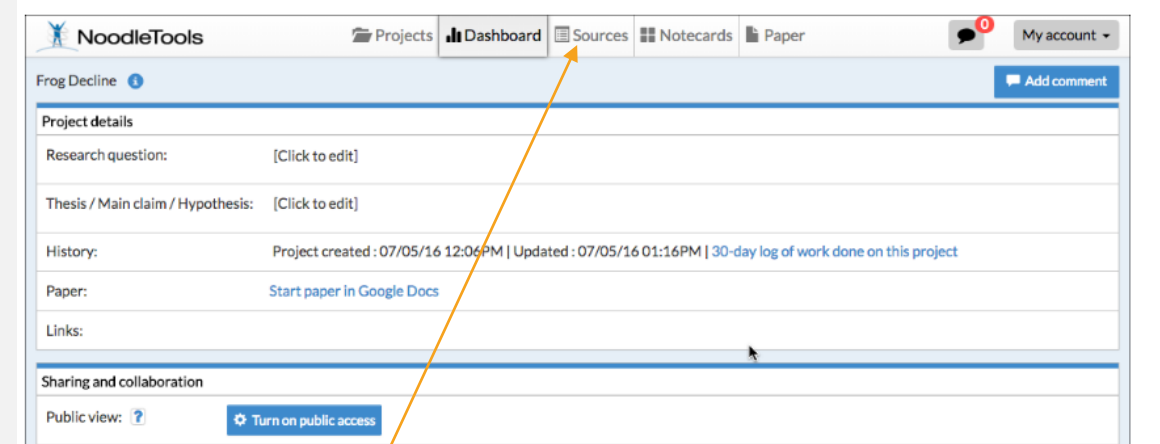 NoodleTools Projects Dashboard Sources Notecards Paper 0 My account
Frog Decline Add comment
Project details
Research question: [Click to edit]
Thesis / Main claim / Hypothesis: [Click to edit]
History: Project created : 07/05/16 12:06PM | Updated : 07/05/16 01:16PM | 30-day log of work done on this project
Paper: Start paper in Google Docs
Links:
Sharing and collaboration
Public view: ? Turn on public access